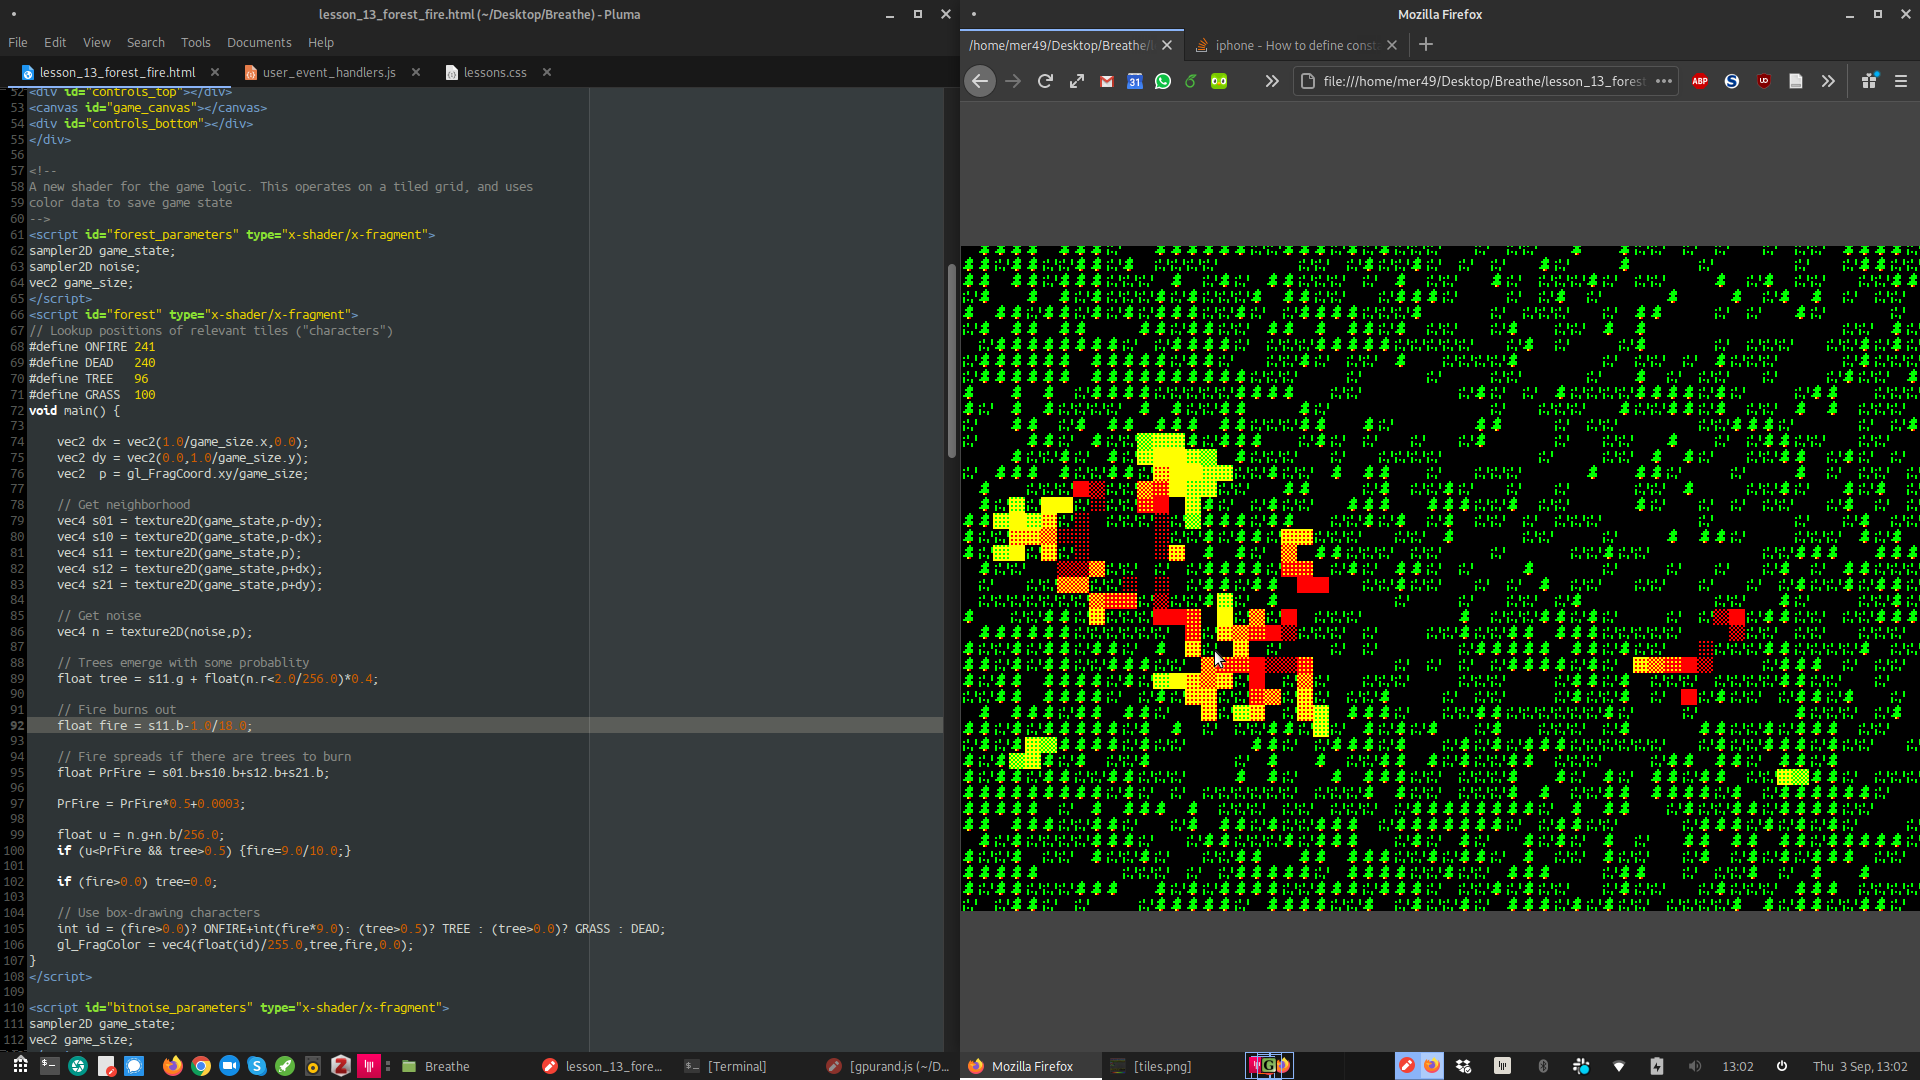 lesson_13_forest_fire.html (~/Desktop/Breathe) - Pluma
File Edit View Search Tools Documents Help
lesson_13_forest_fire.html
user_event_handlers.js
lessons.css
52 <div id="controls_top"></div>
53 <canvas id="game_canvas"></canvas>
54 <div id="controls_bottom"></div>
55 </div>
56
57 <!--
58 A new shader for the game logic. This operates on a tiled grid, and uses
59 color data to save game state
60 -->
61 <script id="forest_parameters" type="x-shader/x-fragment">
62 sampler2D game_state;
63 sampler2D noise;
64 vec2 game_size;
65 </script>
66 <script id="forest" type="x-shader/x-fragment">
67 // Lookup positions of relevant tiles ("characters")
68 #define ONFIRE 241
69 #define DEAD   240
70 #define TREE   96
71 #define GRASS  100
72 void main() {
73
74     vec2 dx = vec2(1.0/game_size.x,0.0);
75     vec2 dy = vec2(0.0,1.0/game_size.y);
76     vec2  p = gl_FragCoord.xy/game_size;
77
78     // Get neighborhood
79     vec4 s01 = texture2D(game_state,p-dy);
80     vec4 s10 = texture2D(game_state,p-dx);
81     vec4 s11 = texture2D(game_state,p);
82     vec4 s12 = texture2D(game_state,p+dx);
83     vec4 s21 = texture2D(game_state,p+dy);
84
85     // Get noise
86     vec4 n = texture2D(noise,p);
87
88     // Trees emerge with some probablity
89     float tree = s11.g + float(n.r<2.0/256.0)*0.4;
90
91     // Fire burns out
92     float fire = s11.b-1.0/18.0;
93
94     // Fire spreads if there are trees to burn
95     float PrFire = s01.b+s10.b+s12.b+s21.b;
96
97     PrFire = PrFire*0.5+0.0003;
98
99     float u = n.g+n.b/256.0;
100     if (u<PrFire && tree>0.5) {fire=9.0/10.0;}
101
102     if (fire>0.0) tree=0.0;
103
104     // Use box-drawing characters
105     int id = (fire>0.0)? ONFIRE+int(fire*9.0): (tree>0.5)? TREE : (tree>0.0)? GRASS : DEAD;
106     gl_FragColor = vec4(float(id)/255.0,tree,fire,0.0);
107 }
108 </script>
109
110 <script id="bitnoise_parameters" type="x-shader/x-fragment">
111 sampler2D game_state;
112 vec2 game_size;
Mozilla Firefox
/home/mer49/Desktop/Breathe/l
iphone - How to define consta
31
file:///home/mer49/Desktop/Breathe/lesson_13_forest
ABP
Breathe
lesson_13_fore...
[Terminal]
[gpurand.js (~/D...
Mozilla Firefox
[tiles.png]
13:02
Thu 3 Sep, 13:02